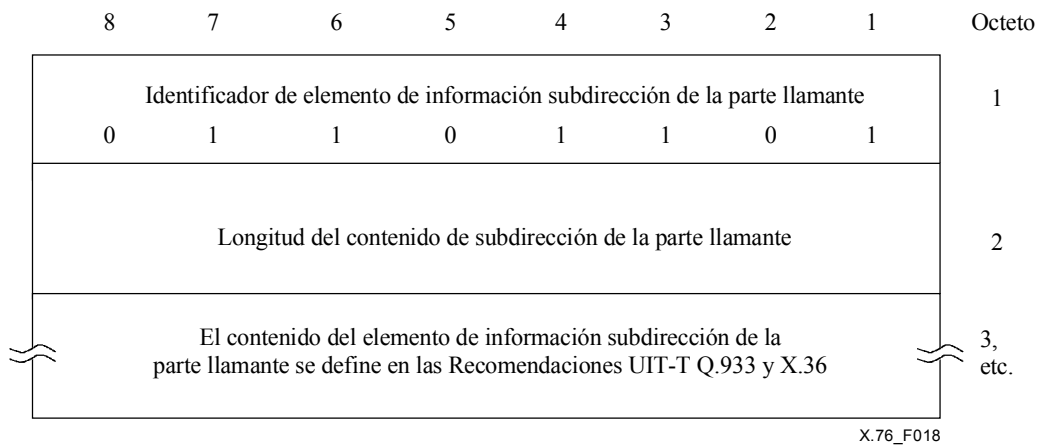 8 7 6 5 4 3 2 1 Octeto
Identificador de elemento de información subdirección de la parte llamante 1
0 1 1 0 1 1 0 1
Longitud del contenido de subdirección de la parte llamante 2
El contenido del elemento de información subdirección de la 3,
parte llamante se define en las Recomendaciones UIT-T Q.933 y X.36 etc.
X.76_F018